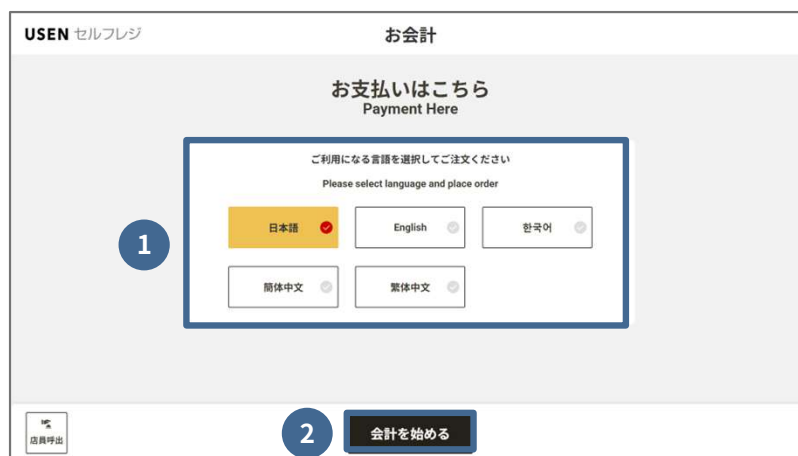 USEN セルフレジ
お会計
お支払いはこちら
Payment Here
ご利用になる言語を選択してご注文ください
Please select language and place order
日本語
English
한국어
簡体中文
繁体中文
1
2
会計を始める
店員呼出